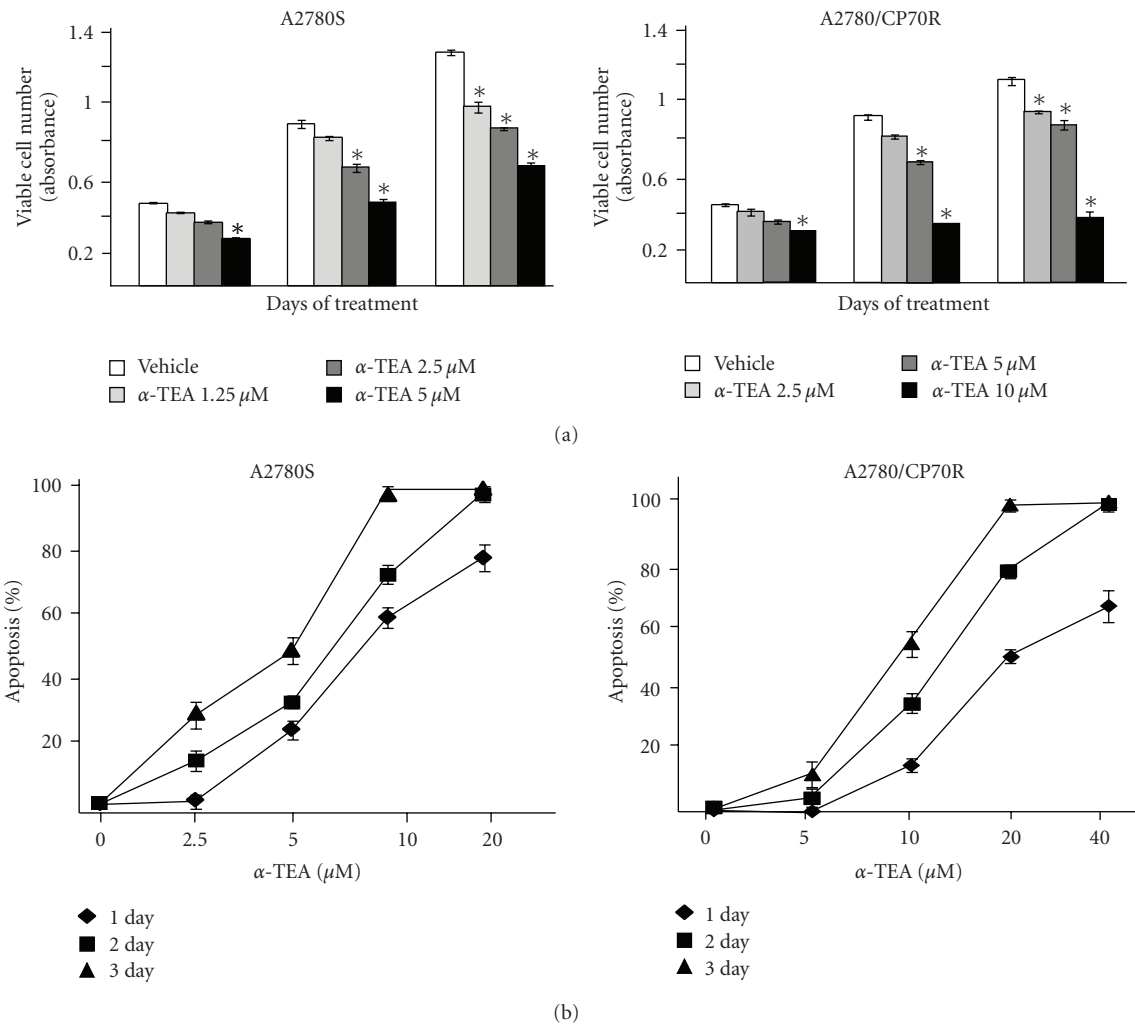 A2780S
Viable cell number
(absorbance)
1.4
1
0.6
0.2
* * * * * *
Days of treatment
Vehicle
α-TEA 1.25 μM
α-TEA 2.5 μM
α-TEA 5 μM
A2780/CP70R
Viable cell number
(absorbance)
1.4
1
0.6
0.2
* * * * * *
Days of treatment
Vehicle
α-TEA 2.5 μM
α-TEA 5 μM
α-TEA 10 μM
(a)
A2780S
Apoptosis (%)
100
80
60
40
20
0 2.5 5 10 20
α-TEA (μM)
1 day
2 day
3 day
A2780/CP70R
Apoptosis (%)
100
80
60
40
20
0 5 10 20 40
α-TEA (μM)
1 day
2 day
3 day
(b)